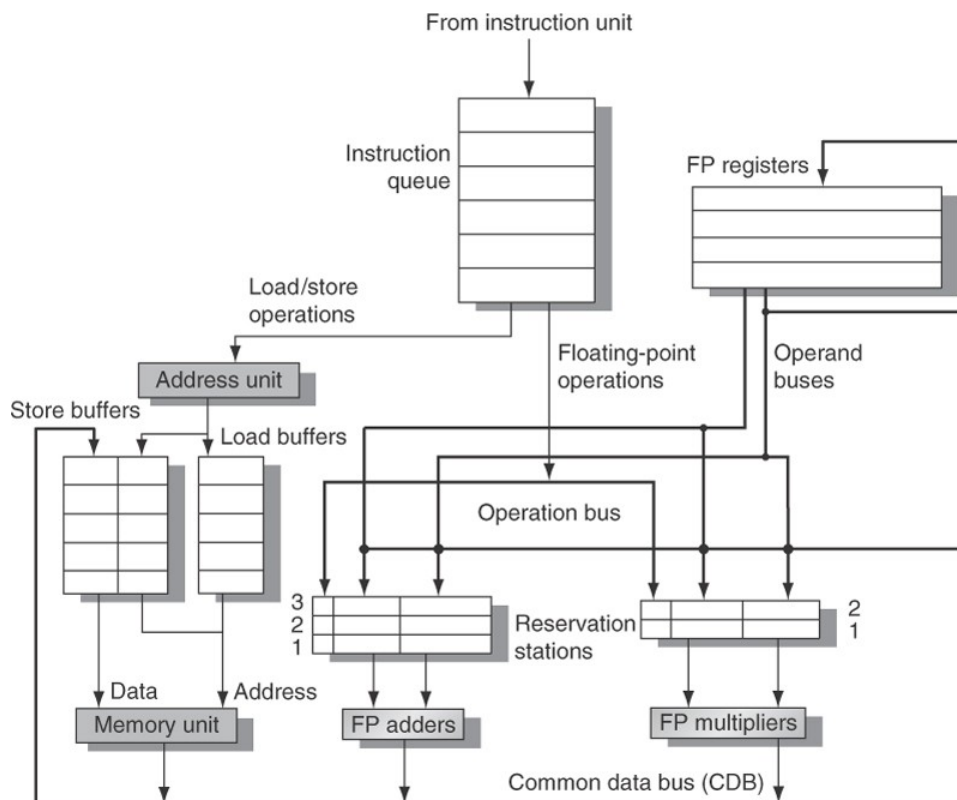 From instruction unit
Instruction
queue
FP registers
Load/store
operations
Floating-point
operations
Operand
buses
Address unit
Store buffers
Load buffers
Operation bus
3
2
1
Reservation
stations
2
1
Data
Address
Memory unit
FP adders
FP multipliers
Common data bus (CDB)